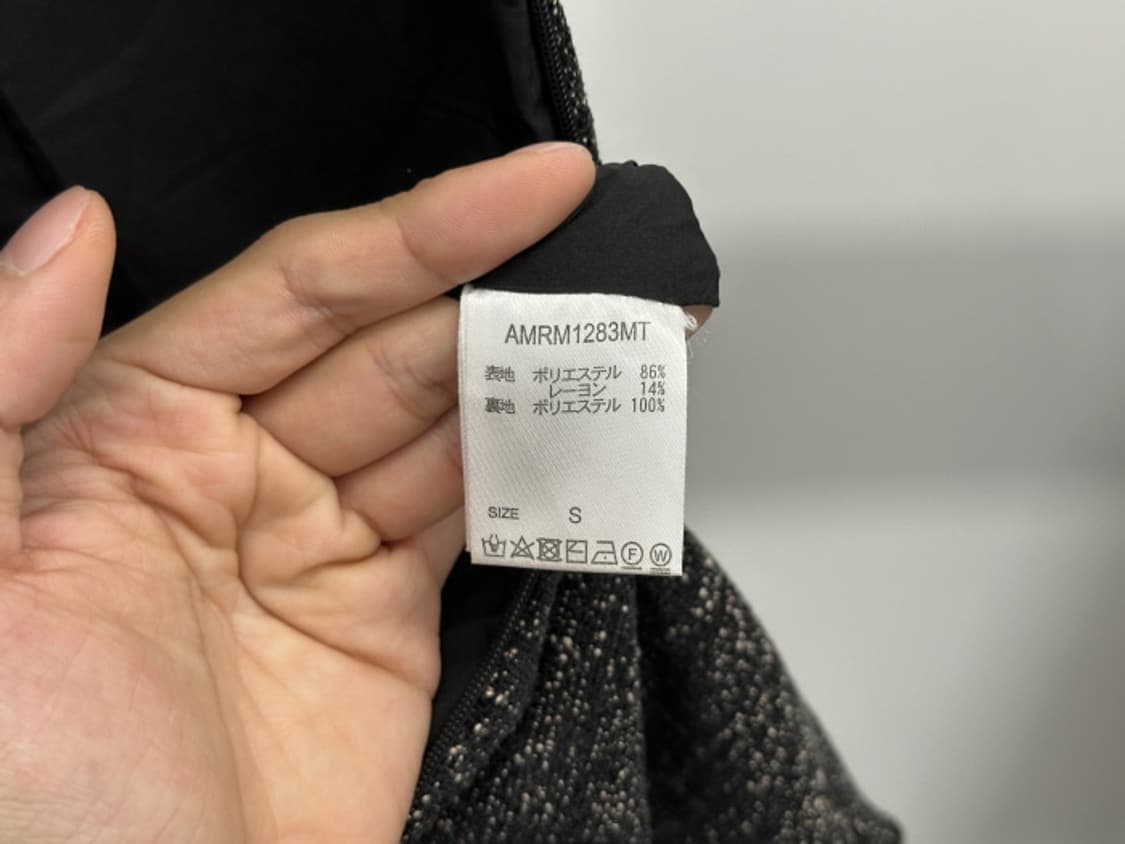 AMRM1283MT
表地 ポリエステル 86%
レーヨン 14%
裏地 ポリエステル 100%
SIZE S
F W